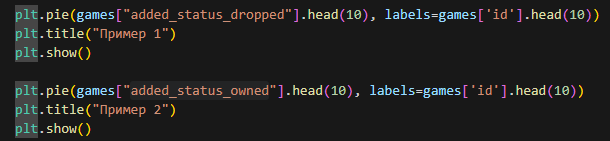 plt.pie(games["added_status_dropped"].head(10), labels=games['id'].head(10))
plt.title("Пример 1")
plt.show()
plt.pie(games["added_status_owned"].head(10), labels=games['id'].head(10))
plt.title("Пример 2")
plt.show()